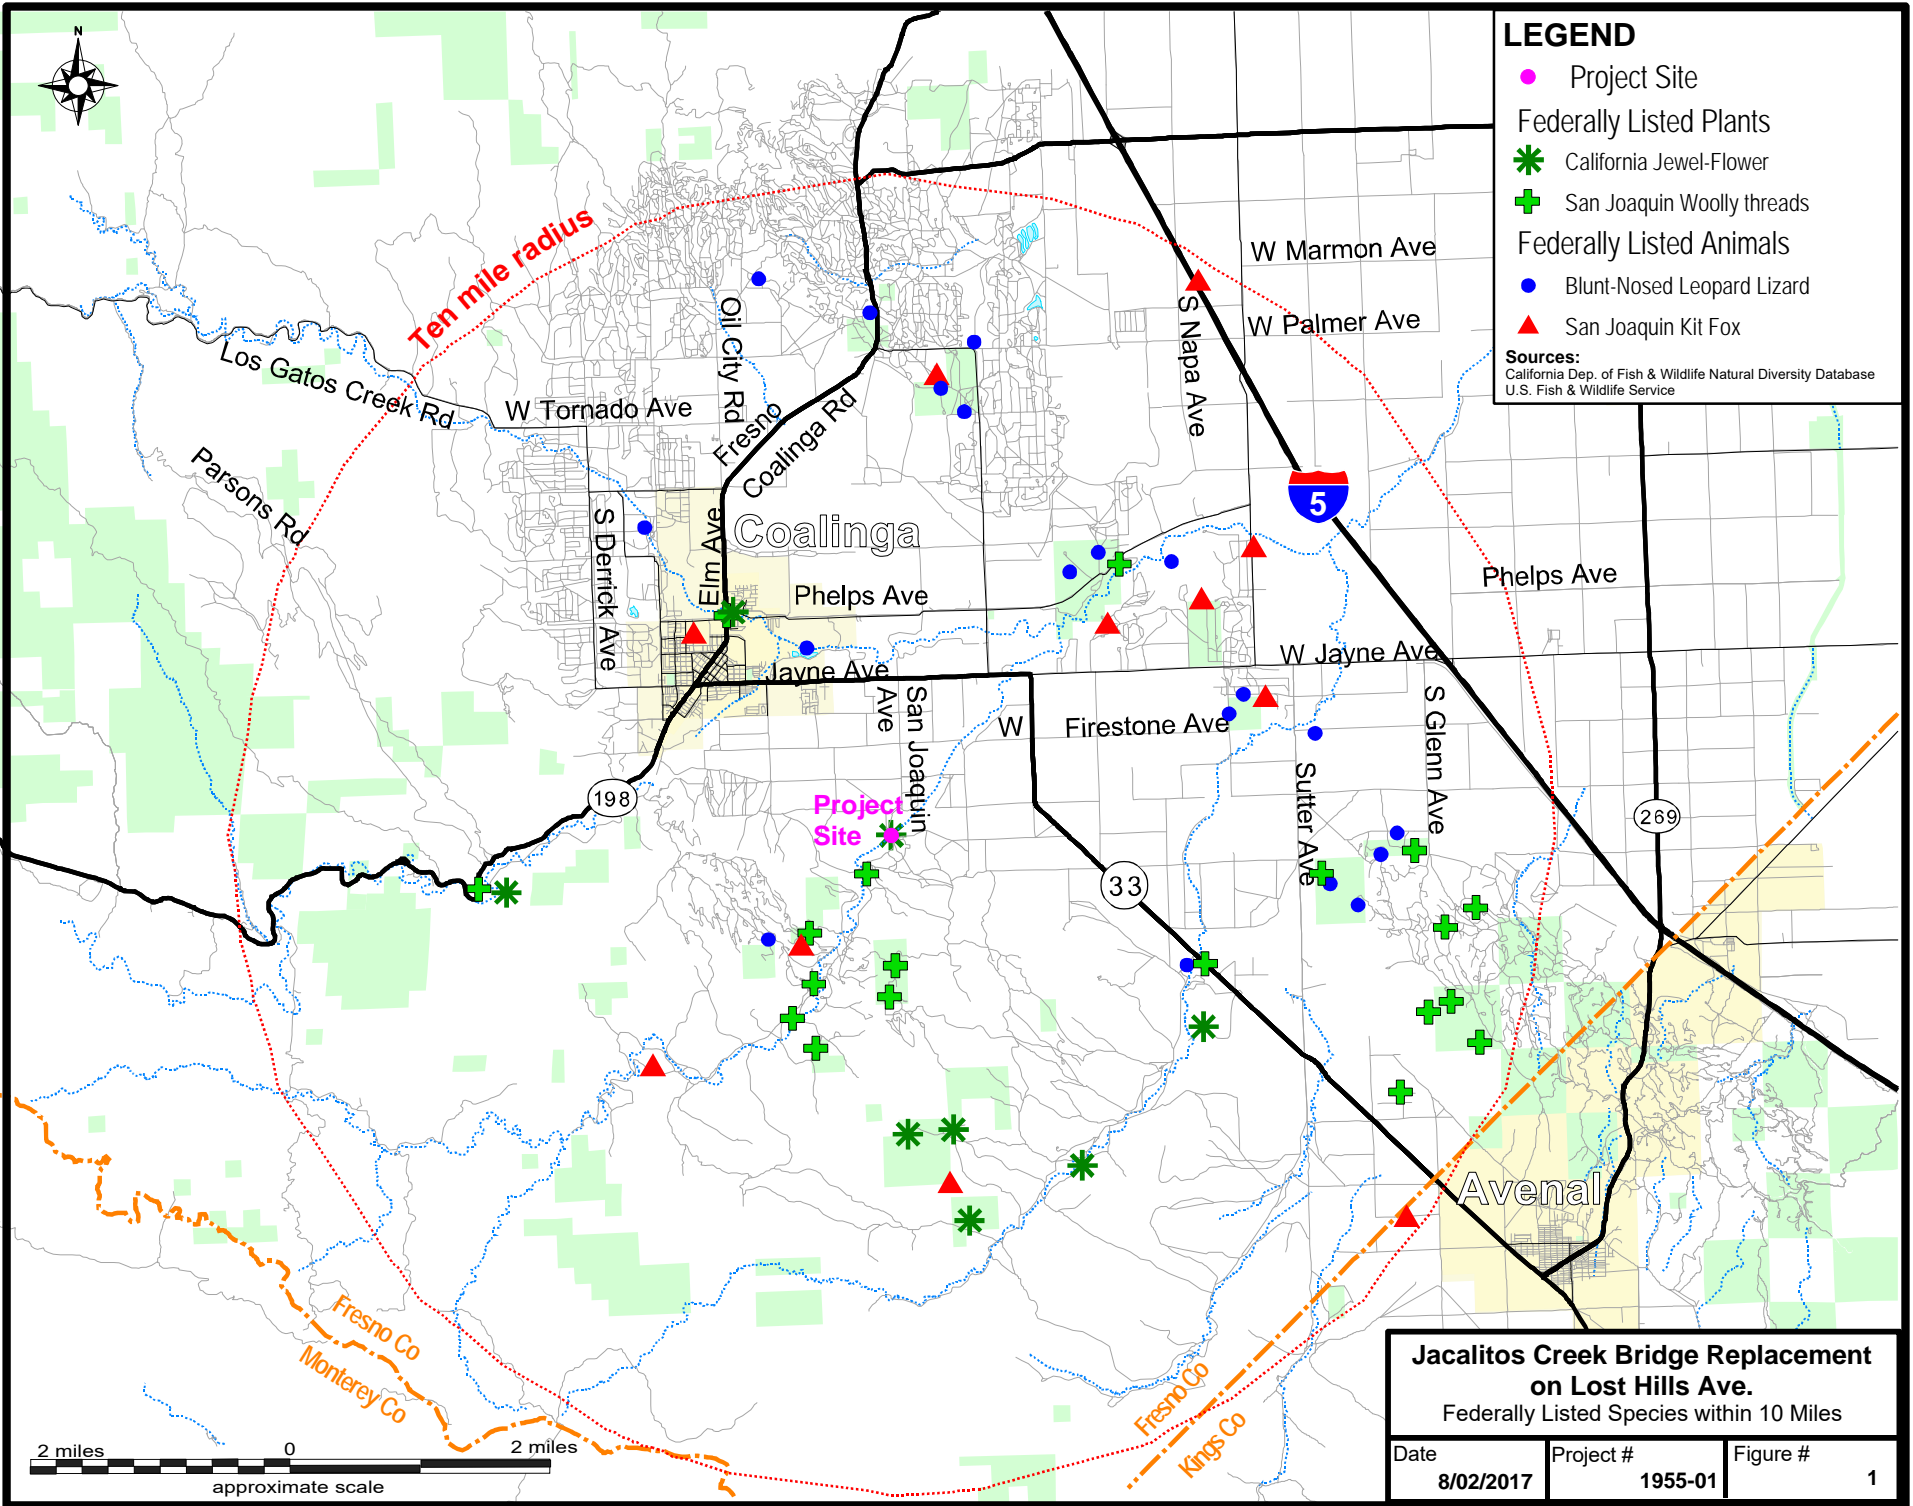 N
LEGEND
Project Site
Federally Listed Plants
California Jewel-Flower
San Joaquin Woolly threads
Federally Listed Animals
Blunt-Nosed Leopard Lizard
San Joaquin Kit Fox
Sources:
California Dep. of Fish & Wildlife Natural Diversity Database
U.S. Fish & Wildlife Service
Ten mile radius
W Marmon Ave
W Palmer Ave
S Napa Ave
Oil City Rd
Los Gatos Creek Rd
W Tornado Ave
Fresno
Coalinga Rd
Parsons Rd
5
S Derrick Ave
Elm Ave
Coalinga
Phelps Ave
Phelps Ave
Jayne Ave
W Jayne Ave
San Joaquin
Ave
W
Firestone Ave
S Glenn Ave
Sutter Ave
198
Project
Site
269
33
Avenal
Fresno Co
Monterey Co
Fresno Co
Kings Co
2 miles
0
2 miles
approximate scale
Jacalitos Creek Bridge Replacement
on Lost Hills Ave.
Federally Listed Species within 10 Miles
Date
8/02/2017
Project #
1955-01
Figure #
1